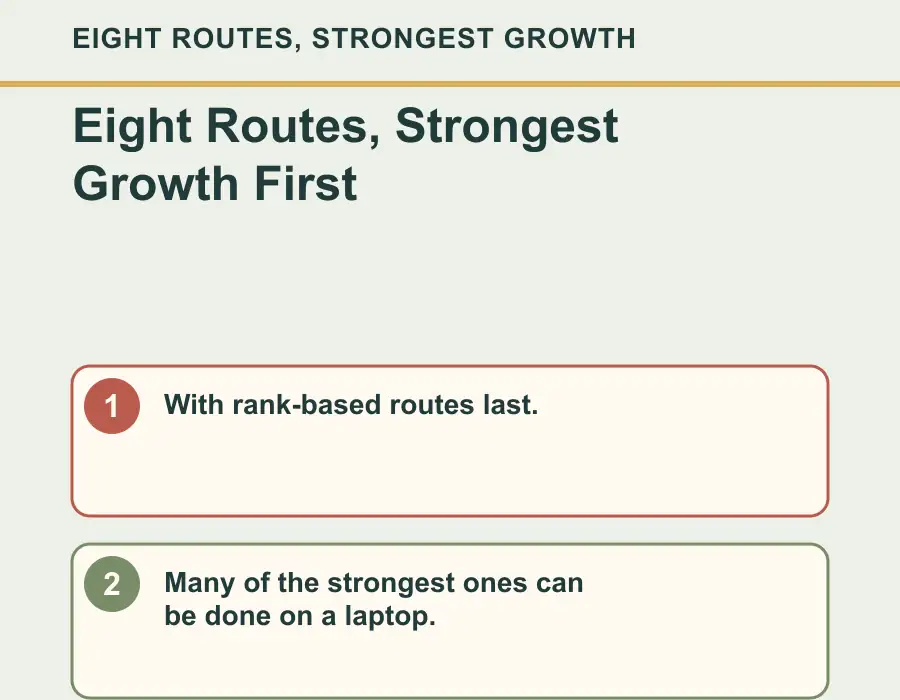 EIGHT ROUTES, STRONGEST GROWTH
Eight Routes, Strongest
Growth First
1
With rank-based routes last.
2
Many of the strongest ones can
be done on a laptop.